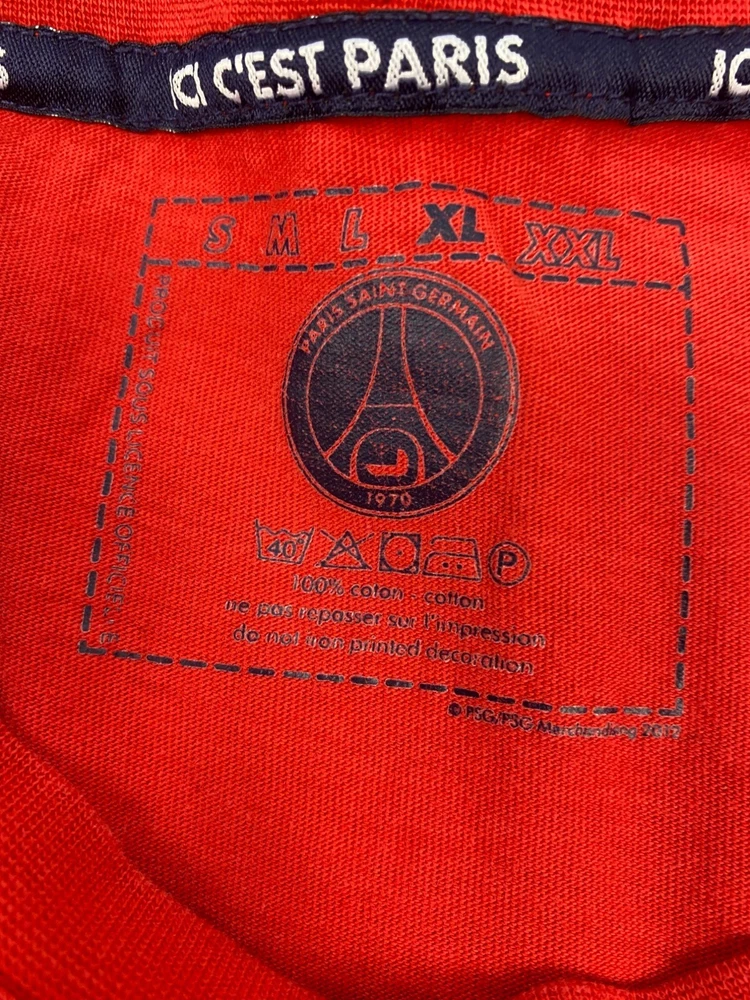 ICI C'EST PARIS
IC
S M L XL XXL
PARIS SAINT-GERMAIN
1970
PRODUIT SOUS LICENCE OFFICIELLE
40°
P
100% coton - cotton
ne pas repasser sur l'impression
do not iron printed decoration
© PSG/PSG Merchandising